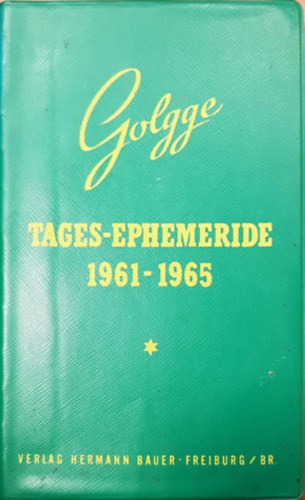 Golgge
TAGES-EPHEMERIDE
1961-1965
VERLAG HERMANN BAUER · FREIBURG / BR.